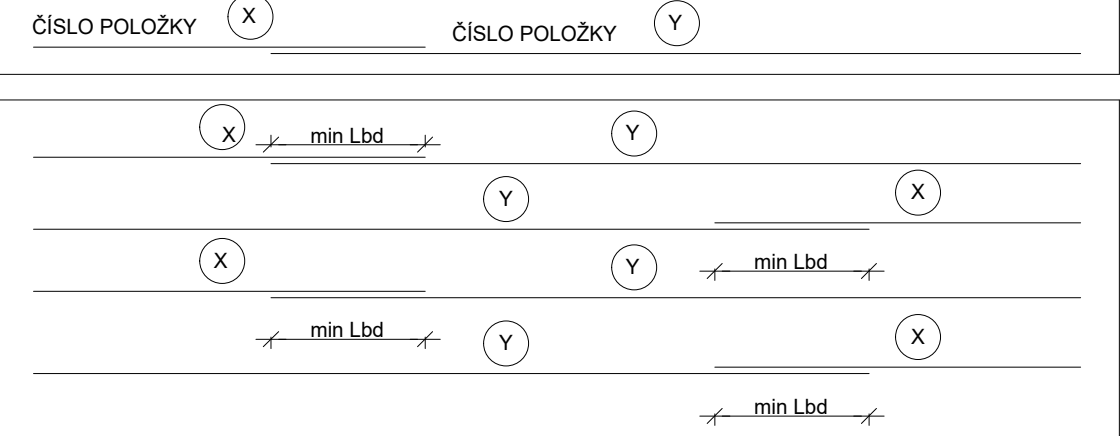 ČÍSLO POLOŽKY X ČÍSLO POLOŽKY Y
X min Lbd Y
Y X
X Y min Lbd
min Lbd Y X
min Lbd